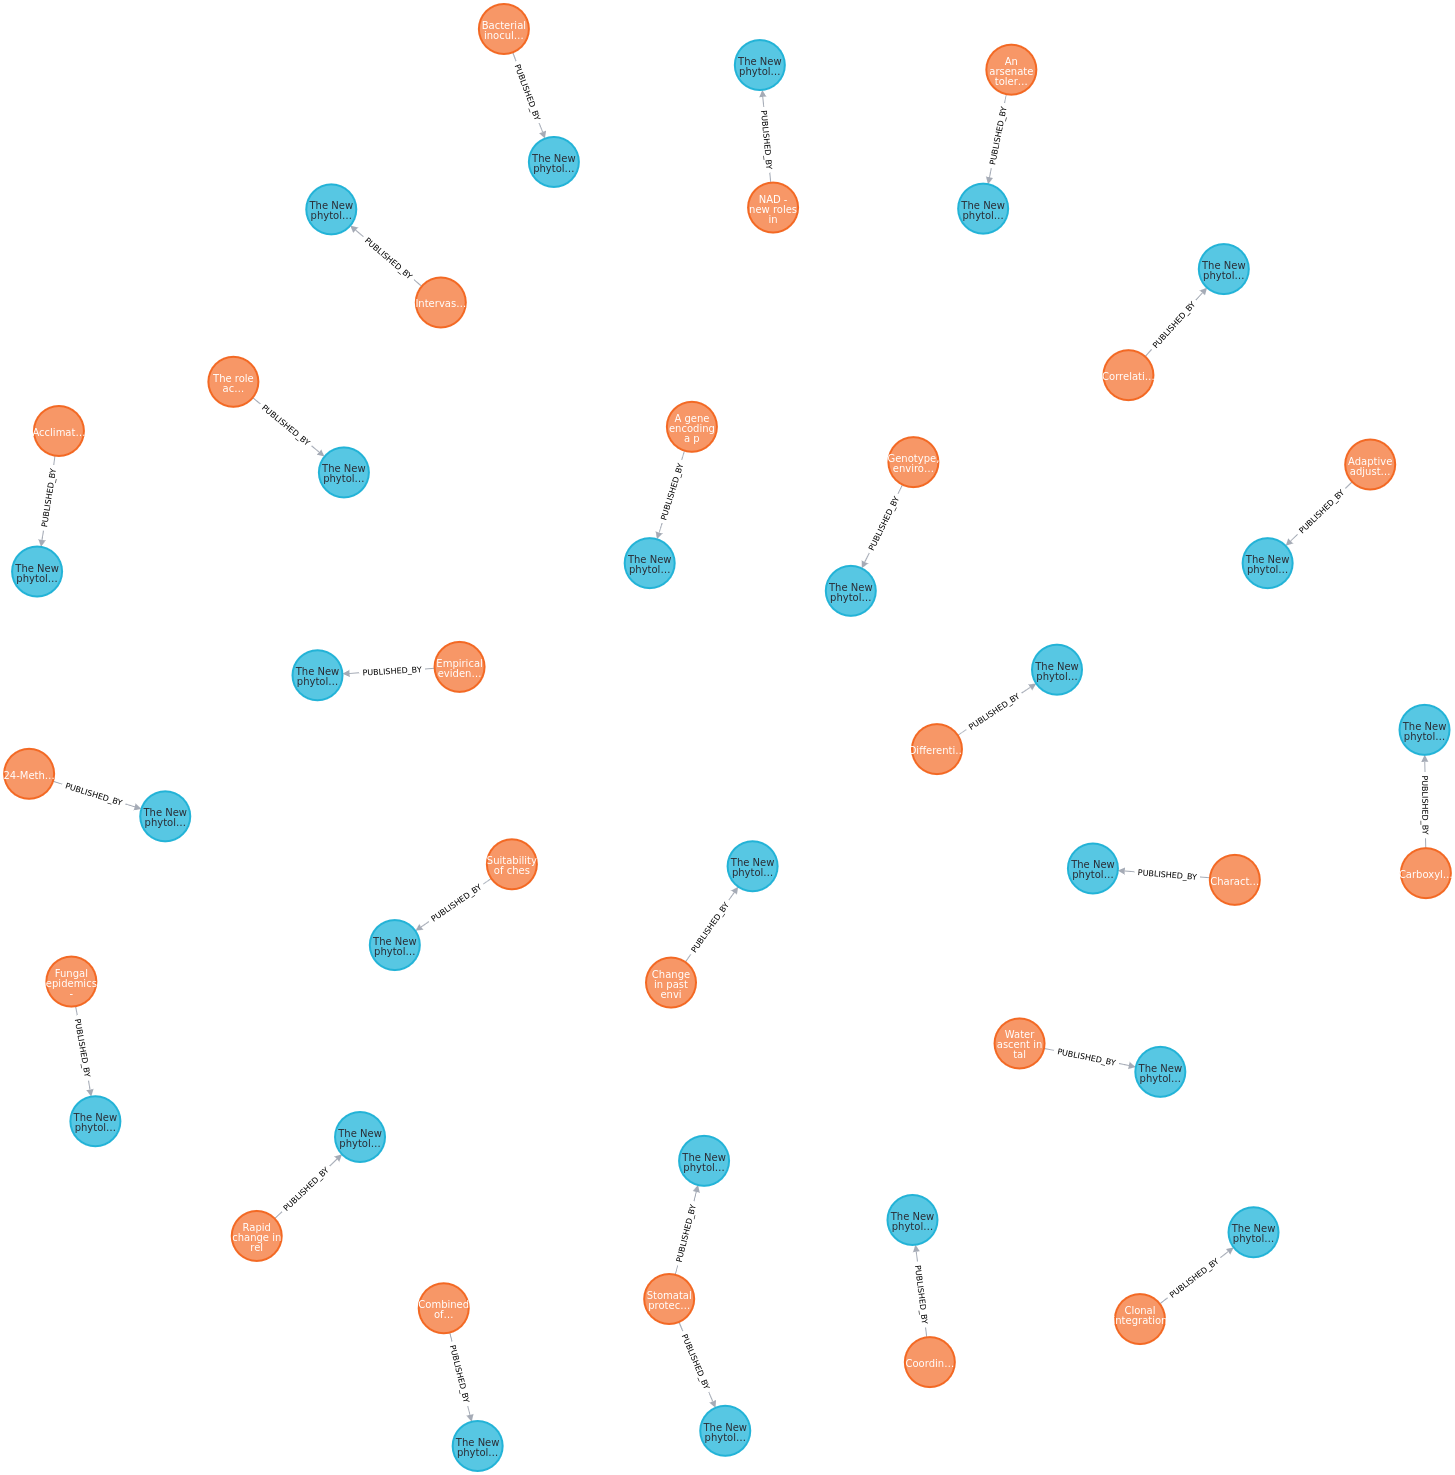 Bacterial
inocul...
PUBLISHED_BY
The New
phytol...
The New
phytol...
PUBLISHED_BY
NAD -
new roles
in
An
arsenate
toler...
PUBLISHED_BY
The New
phytol...
The New
phytol...
PUBLISHED_BY
Intervas...
The New
phytol...
PUBLISHED_BY
Correlati...
The role
ac...
PUBLISHED_BY
The New
phytol...
Acclimat...
PUBLISHED_BY
The New
phytol...
A gene
encoding
a p
PUBLISHED_BY
The New
phytol...
Genotype,
enviro...
PUBLISHED_BY
The New
phytol...
Adaptive
adjust...
PUBLISHED_BY
The New
phytol...
The New
phytol...
PUBLISHED_BY
Empirical
eviden...
The New
phytol...
PUBLISHED_BY
Differenti...
24-Meth...
PUBLISHED_BY
The New
phytol...
The New
phytol...
PUBLISHED_BY
Carboxyl...
Suitability
of ches
PUBLISHED_BY
The New
phytol...
The New
phytol...
PUBLISHED_BY
Change
in past
envi
The New
phytol...
PUBLISHED_BY
Charact...
Fungal
epidemics
-
PUBLISHED_BY
The New
phytol...
Water
ascent in
tal
PUBLISHED_BY
The New
phytol...
The New
phytol...
PUBLISHED_BY
Rapid
change in
rel
The New
phytol...
PUBLISHED_BY
Stomatal
protec...
PUBLISHED_BY
The New
phytol...
The New
phytol...
PUBLISHED_BY
Coordin...
The New
phytol...
PUBLISHED_BY
Clonal
integration
Combined
of...
PUBLISHED_BY
The New
phytol...